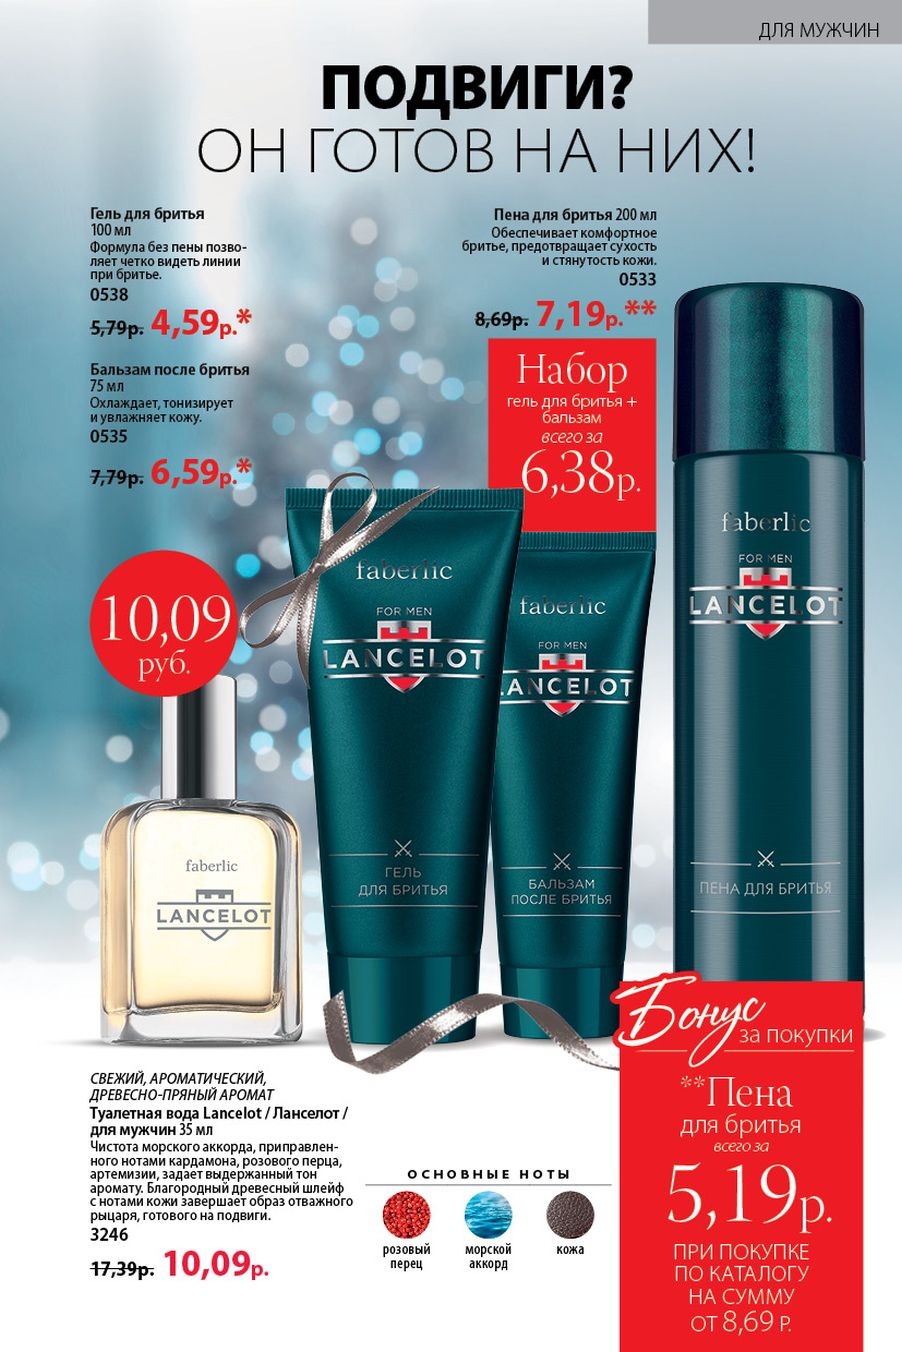 ДЛЯ МУЖЧИН
ПОДВИГИ?
ОН ГОТОВ НА НИХ!
Гель для бритья
100 мл
Формула без пены позво-
ляет четко видеть линии
при бритье.
0538
5,79р. 4,59р.*
Бальзам после бритья
75 мл
Охлаждает, тонизирует
и увлажняет кожу.
0535
7,79р. 6,59р.*
Пена для бритья 200 мл
Обеспечивает комфортное
бритье, предотвращает сухость
и стянутость кожи.
0533
8,69р. 7,19р.**
Набор
гель для бритья +
бальзам
всего за
6,38р.
10,09
руб.
faberlic
LANCELOT
faberlic
FOR MEN
LANCELOT
ГЕЛЬ
ДЛЯ БРИТЬЯ
faberlic
FOR MEN
LANCELOT
БАЛЬЗАМ
ПОСЛЕ БРИТЬЯ
faberlic
FOR MEN
LANCELOT
ПЕНА ДЛЯ БРИТЬЯ
СВЕЖИЙ, АРОМАТИЧЕСКИЙ,
ДРЕВЕСНО-ПРЯНЫЙ АРОМАТ
Туалетная вода Lancelot / Ланселот /
для мужчин 35 мл
Чистота морского аккорда, приправлен-
ного нотами кардамона, розового перца,
артемизии, задает выдержанный тон
аромату. Благородный древесный шлейф
с нотами кожи завершает образ отважного
рыцаря, готового на подвиги.
3246
17,39р. 10,09р.
ОСНОВНЫЕ НОТЫ
розовый
перец
морской
аккорд
кожа
Бонус
за покупки
**Пена
для бритья
всего за
5,19р.
ПРИ ПОКУПКЕ
ПО КАТАЛОГУ
НА СУММУ
ОТ 8,69 Р.